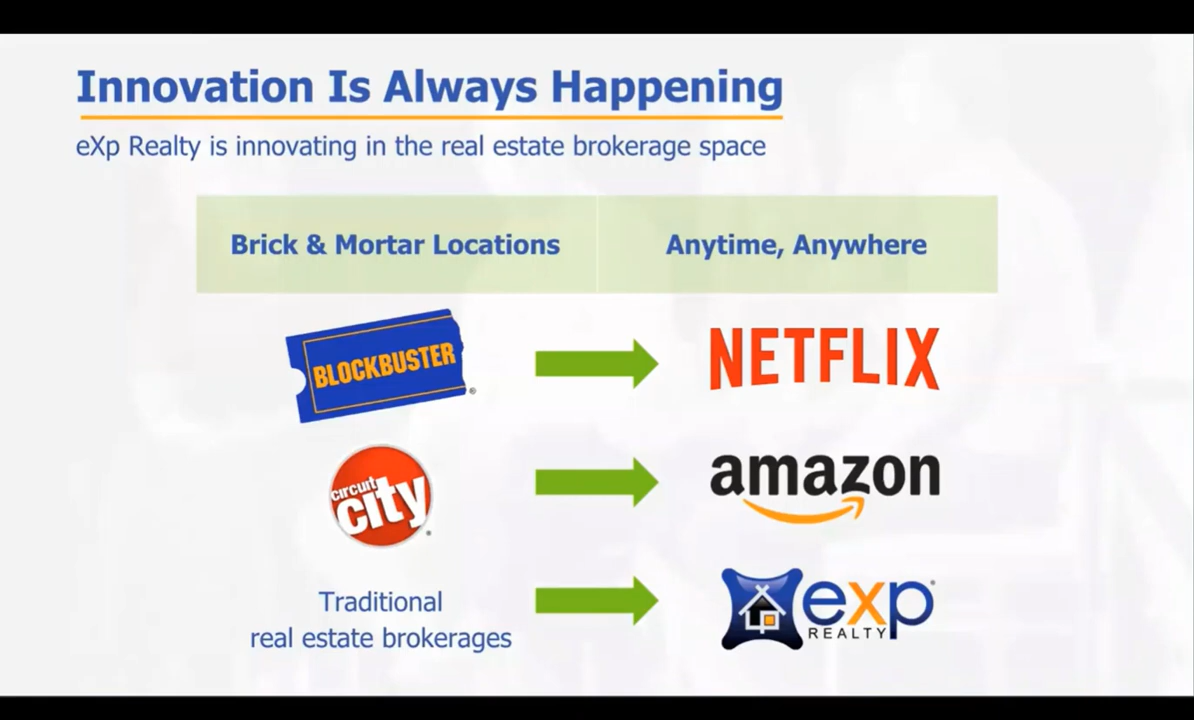 Innovation Is Always Happening
eXp Realty is innovating in the real estate brokerage space
Brick & Mortar Locations
Anytime, Anywhere
BLOCKBUSTER®
NETFLIX
circuit
city
amazon
Traditional
real estate brokerages
exp
REALTY